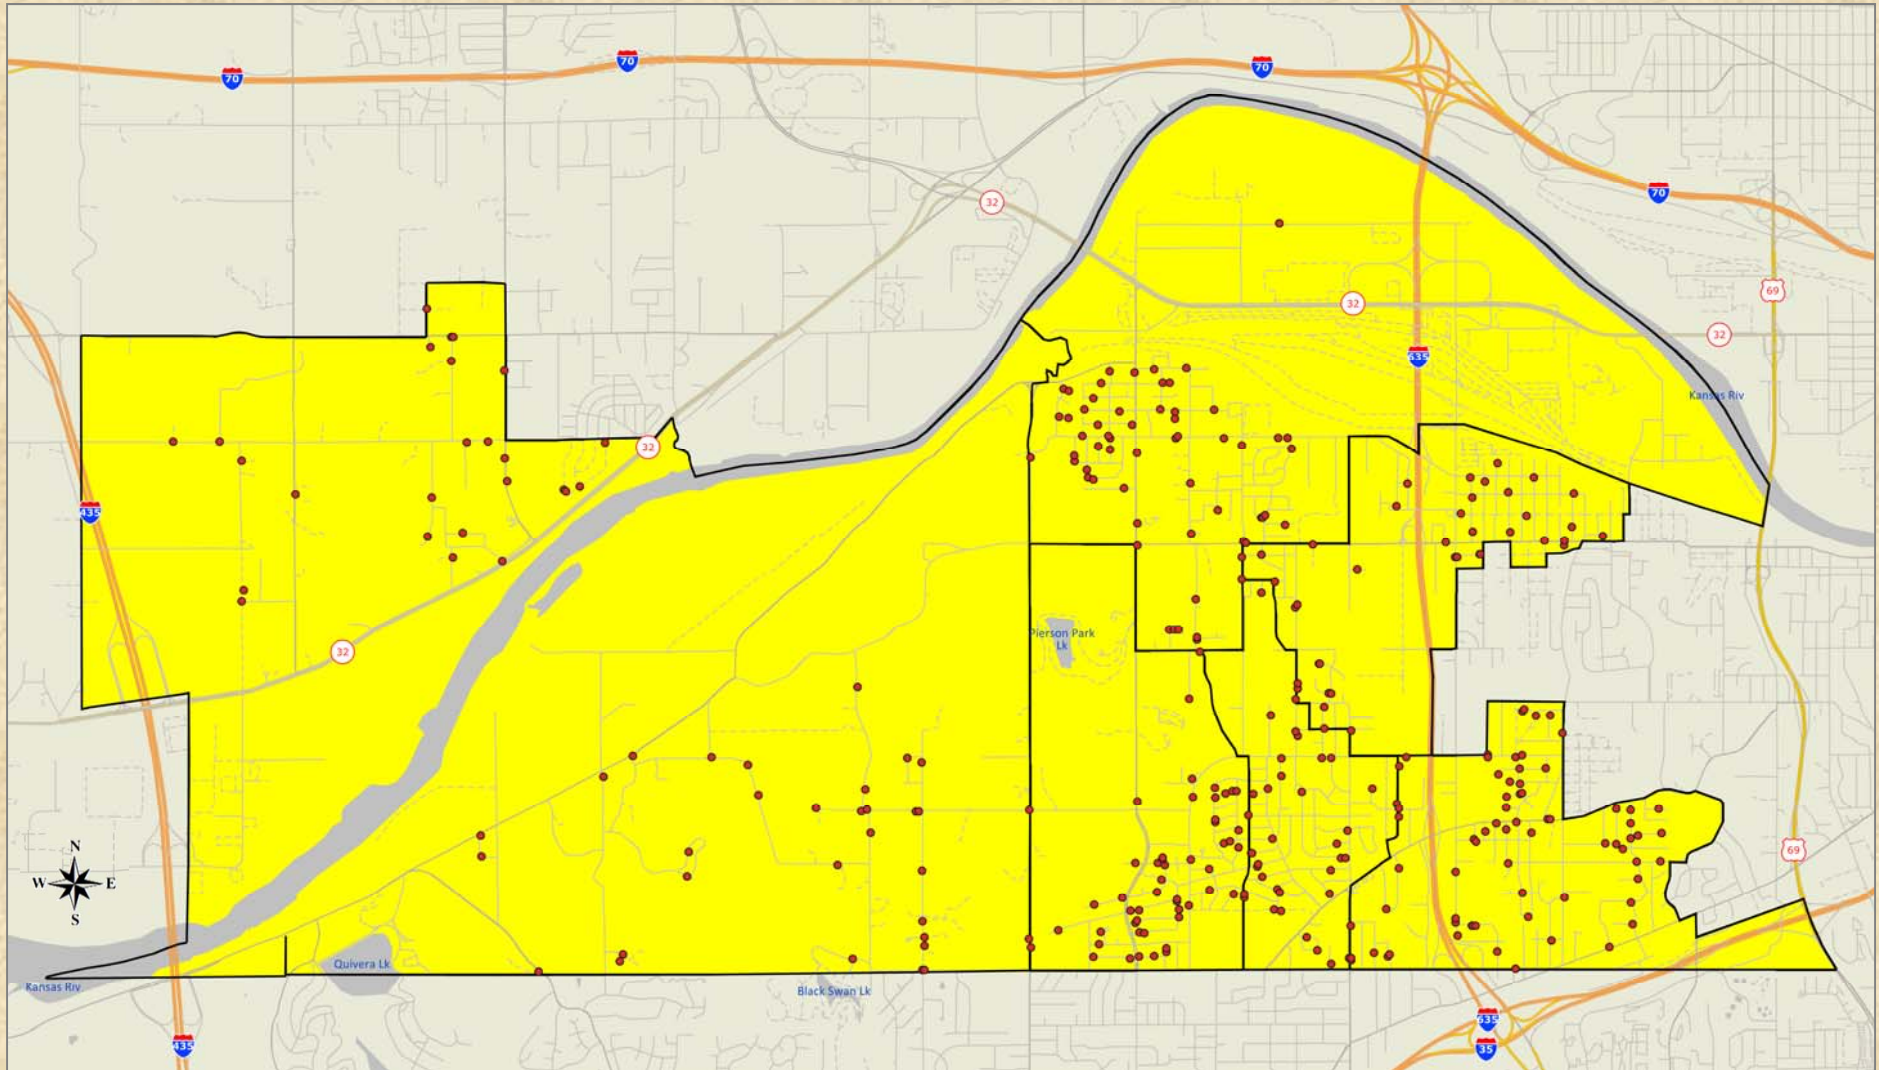 70
70
70
70
32
69
32
32
635
Kansas Riv
32
435
Pierson Park
Lk
32
69
N
W E
S
Quivera Lk
Kansas Riv
Black Swan Lk
635
435
35